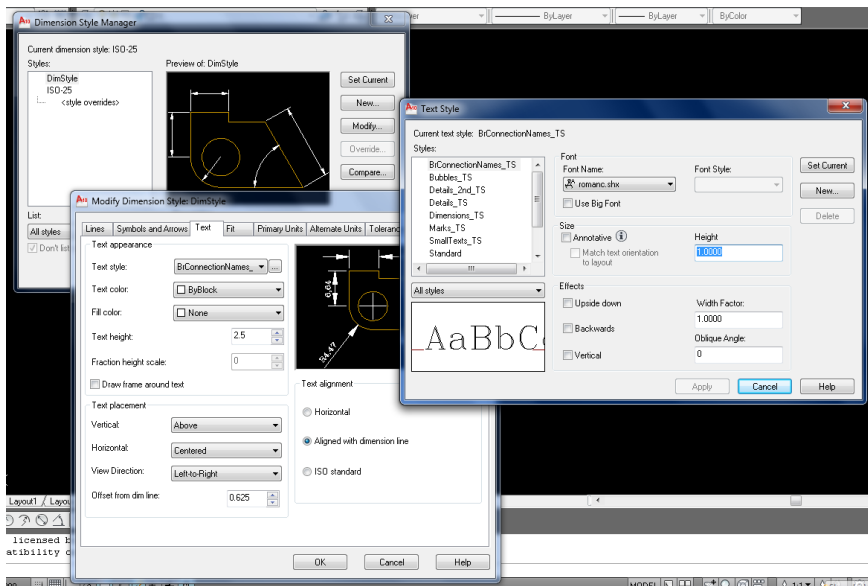 ByLayer
ByLayer
ByColor
Dimension Style Manager
Current dimension style: ISO-25
Styles:
DimStyle
ISO-25
<style overrides>
Preview of: DimStyle
Set Current
New...
Modify...
Override...
Compare...
List:
All styles
Don't list
Modify Dimension Style: DimStyle
Lines
Symbols and Arrows
Text
Fit
Primary Units
Alternate Units
Text appearance
Text style:
BrConnectionNames_
...
Text color:
ByBlock
Fill color:
None
Text height:
2.5
Fraction height scale:
0
Draw frame around text
Text placement
Vertical:
Above
Horizontal:
Centered
View Direction:
Left-to-Right
Offset from dim line:
0.625
6.64
R4.47
Text alignment
Horizontal
Aligned with dimension line
ISO standard
OK
Cancel
Help
Text Style
Current text style: BrConnectionNames_TS
Styles:
BrConnectionNames_TS
Bubbles_TS
Details_2nd_TS
Details_TS
Dimensions_TS
Marks_TS
SmallTexts_TS
Standard
All styles
AaBbC
Font
Font Name:
romanc.shx
Font Style:
Use Big Font
Size
Annotative
Match text orientation
to layout
Height
1.0000
Effects
Upside down
Backwards
Vertical
Width Factor:
1.0000
Oblique Angle:
0
Set Current
New...
Delete
Apply
Cancel
Help
Layout1
licensed
MODEL
1:1